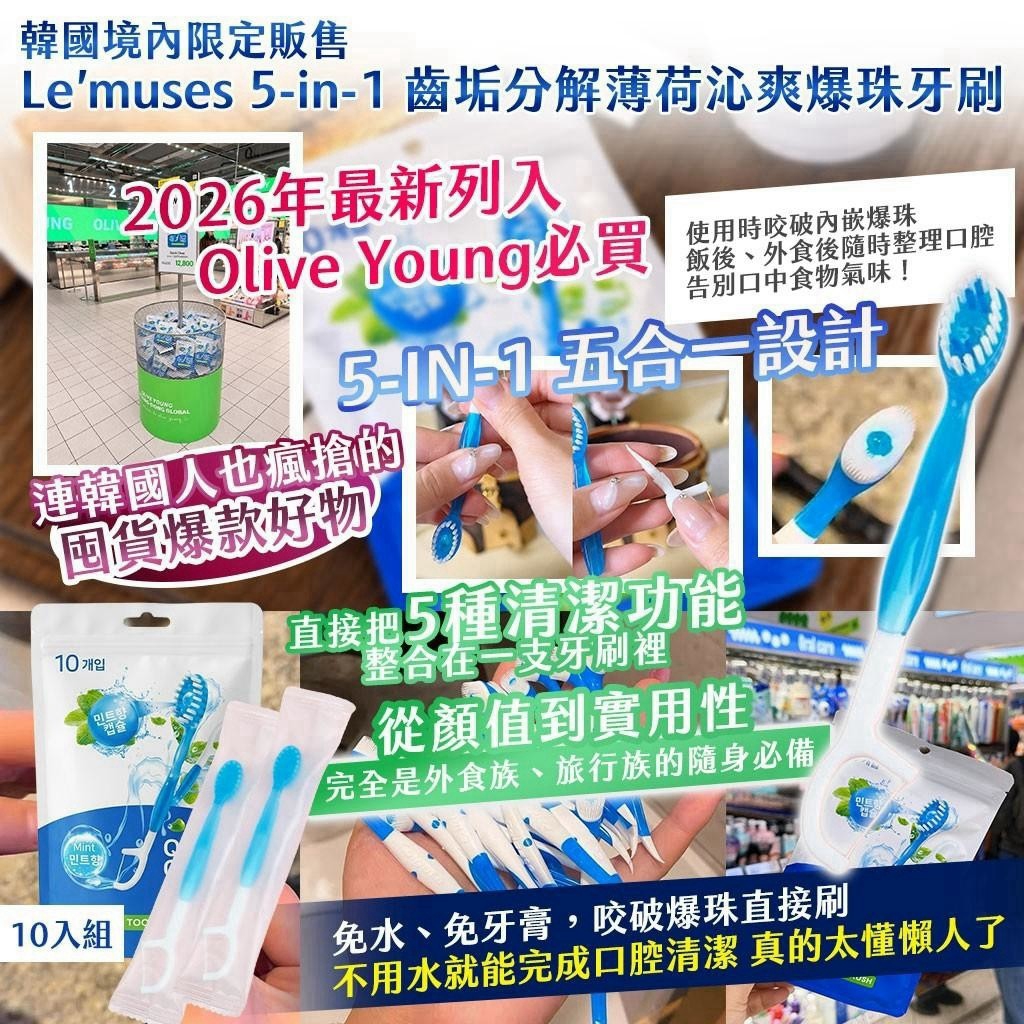 韓國境內限定販售
Le'muses 5-in-1 齒垢分解薄荷沁爽爆珠牙刷
2026年最新列入
Olive Young必買
使用時咬破內嵌爆珠
飯後、外食後隨時整理口腔
告別口中食物氣味！
5-IN-1 五合一設計
12,800
連韓國人也瘋搶的
囤貨爆款好物
直接把5種清潔功能
整合在一支牙刷裡
從顏值到實用性
完全是外食族、旅行族的隨身必備
10개입
민트향
캡슐
Mint
민트향
10入組
민트향
캡슐
免水、免牙膏，咬破爆珠直接刷
不用水就能完成口腔清潔 真的太懂懶人了